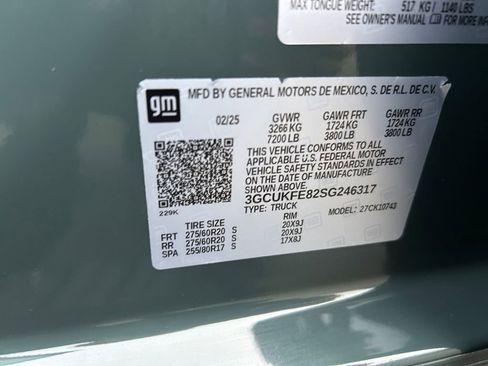 MAX TONGUE WEIGHT: 517 KG / 1140 LBS
SEE OWNER'S MANUAL FOR MORE INFO
gm
MFD BY GENERAL MOTORS DE MEXICO, S. DE R.L. DE C.V.
02/25 GVWR GAWR FRT GAWR RR
3266 KG 1724 KG 1724 KG
7200 LB 3800 LB 3800 LB
THIS VEHICLE CONFORMS TO ALL
APPLICABLE U.S. FEDERAL MOTOR
VEHICLE SAFETY STANDARDS IN EFFECT
ON THE DATE OF MANUFACTURE
3GCUKFE82SG246317
TYPE: TRUCK MODEL: 27CK10743
229K
TIRE SIZE RIM
FRT 275/60R20 S 20X9J
RR 275/60R20 S 20X9J
SPA 255/80R17 S 17X8J